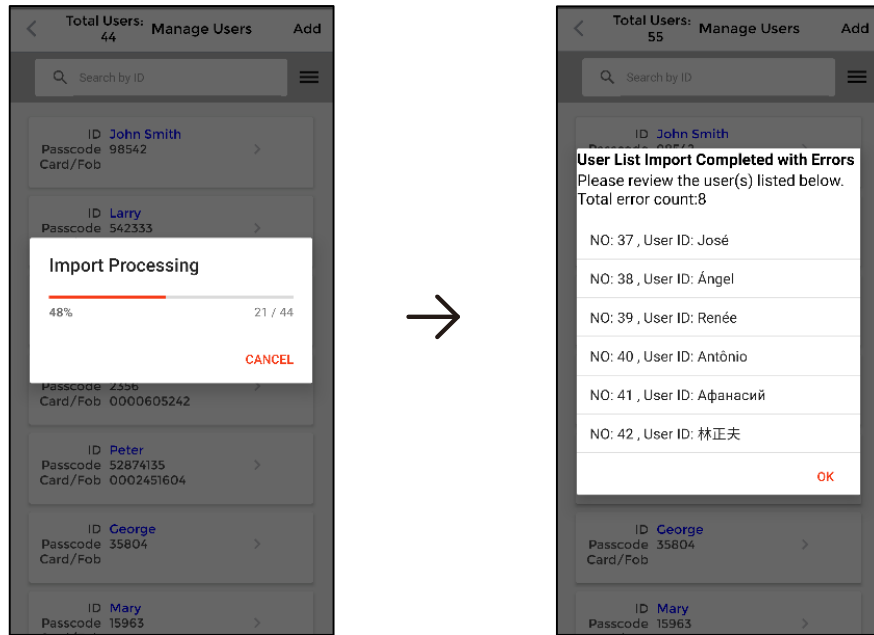 Total Users:
44
Manage Users
Add
Search by ID
ID John Smith
Passcode 98542
Card/Fob
ID Larry
Passcode 542333
Import Processing
48%
21 / 44
CANCEL
Passcode 2356
Card/Fob 0000605242
ID Peter
Passcode 52874135
Card/Fob 0002451604
ID George
Passcode 35804
Card/Fob
ID Mary
Passcode 15963
Total Users:
55
Manage Users
Add
Search by ID
ID John Smith
User List Import Completed with Errors
Please review the user(s) listed below.
Total error count:8
NO: 37 , User ID: José
NO: 38 , User ID: Ángel
NO: 39 , User ID: Renée
NO: 40 , User ID: Antônio
NO: 41 , User ID: Афанасий
NO: 42 , User ID: 林正夫
OK
ID George
Passcode 35804
Card/Fob
ID Mary
Passcode 15963